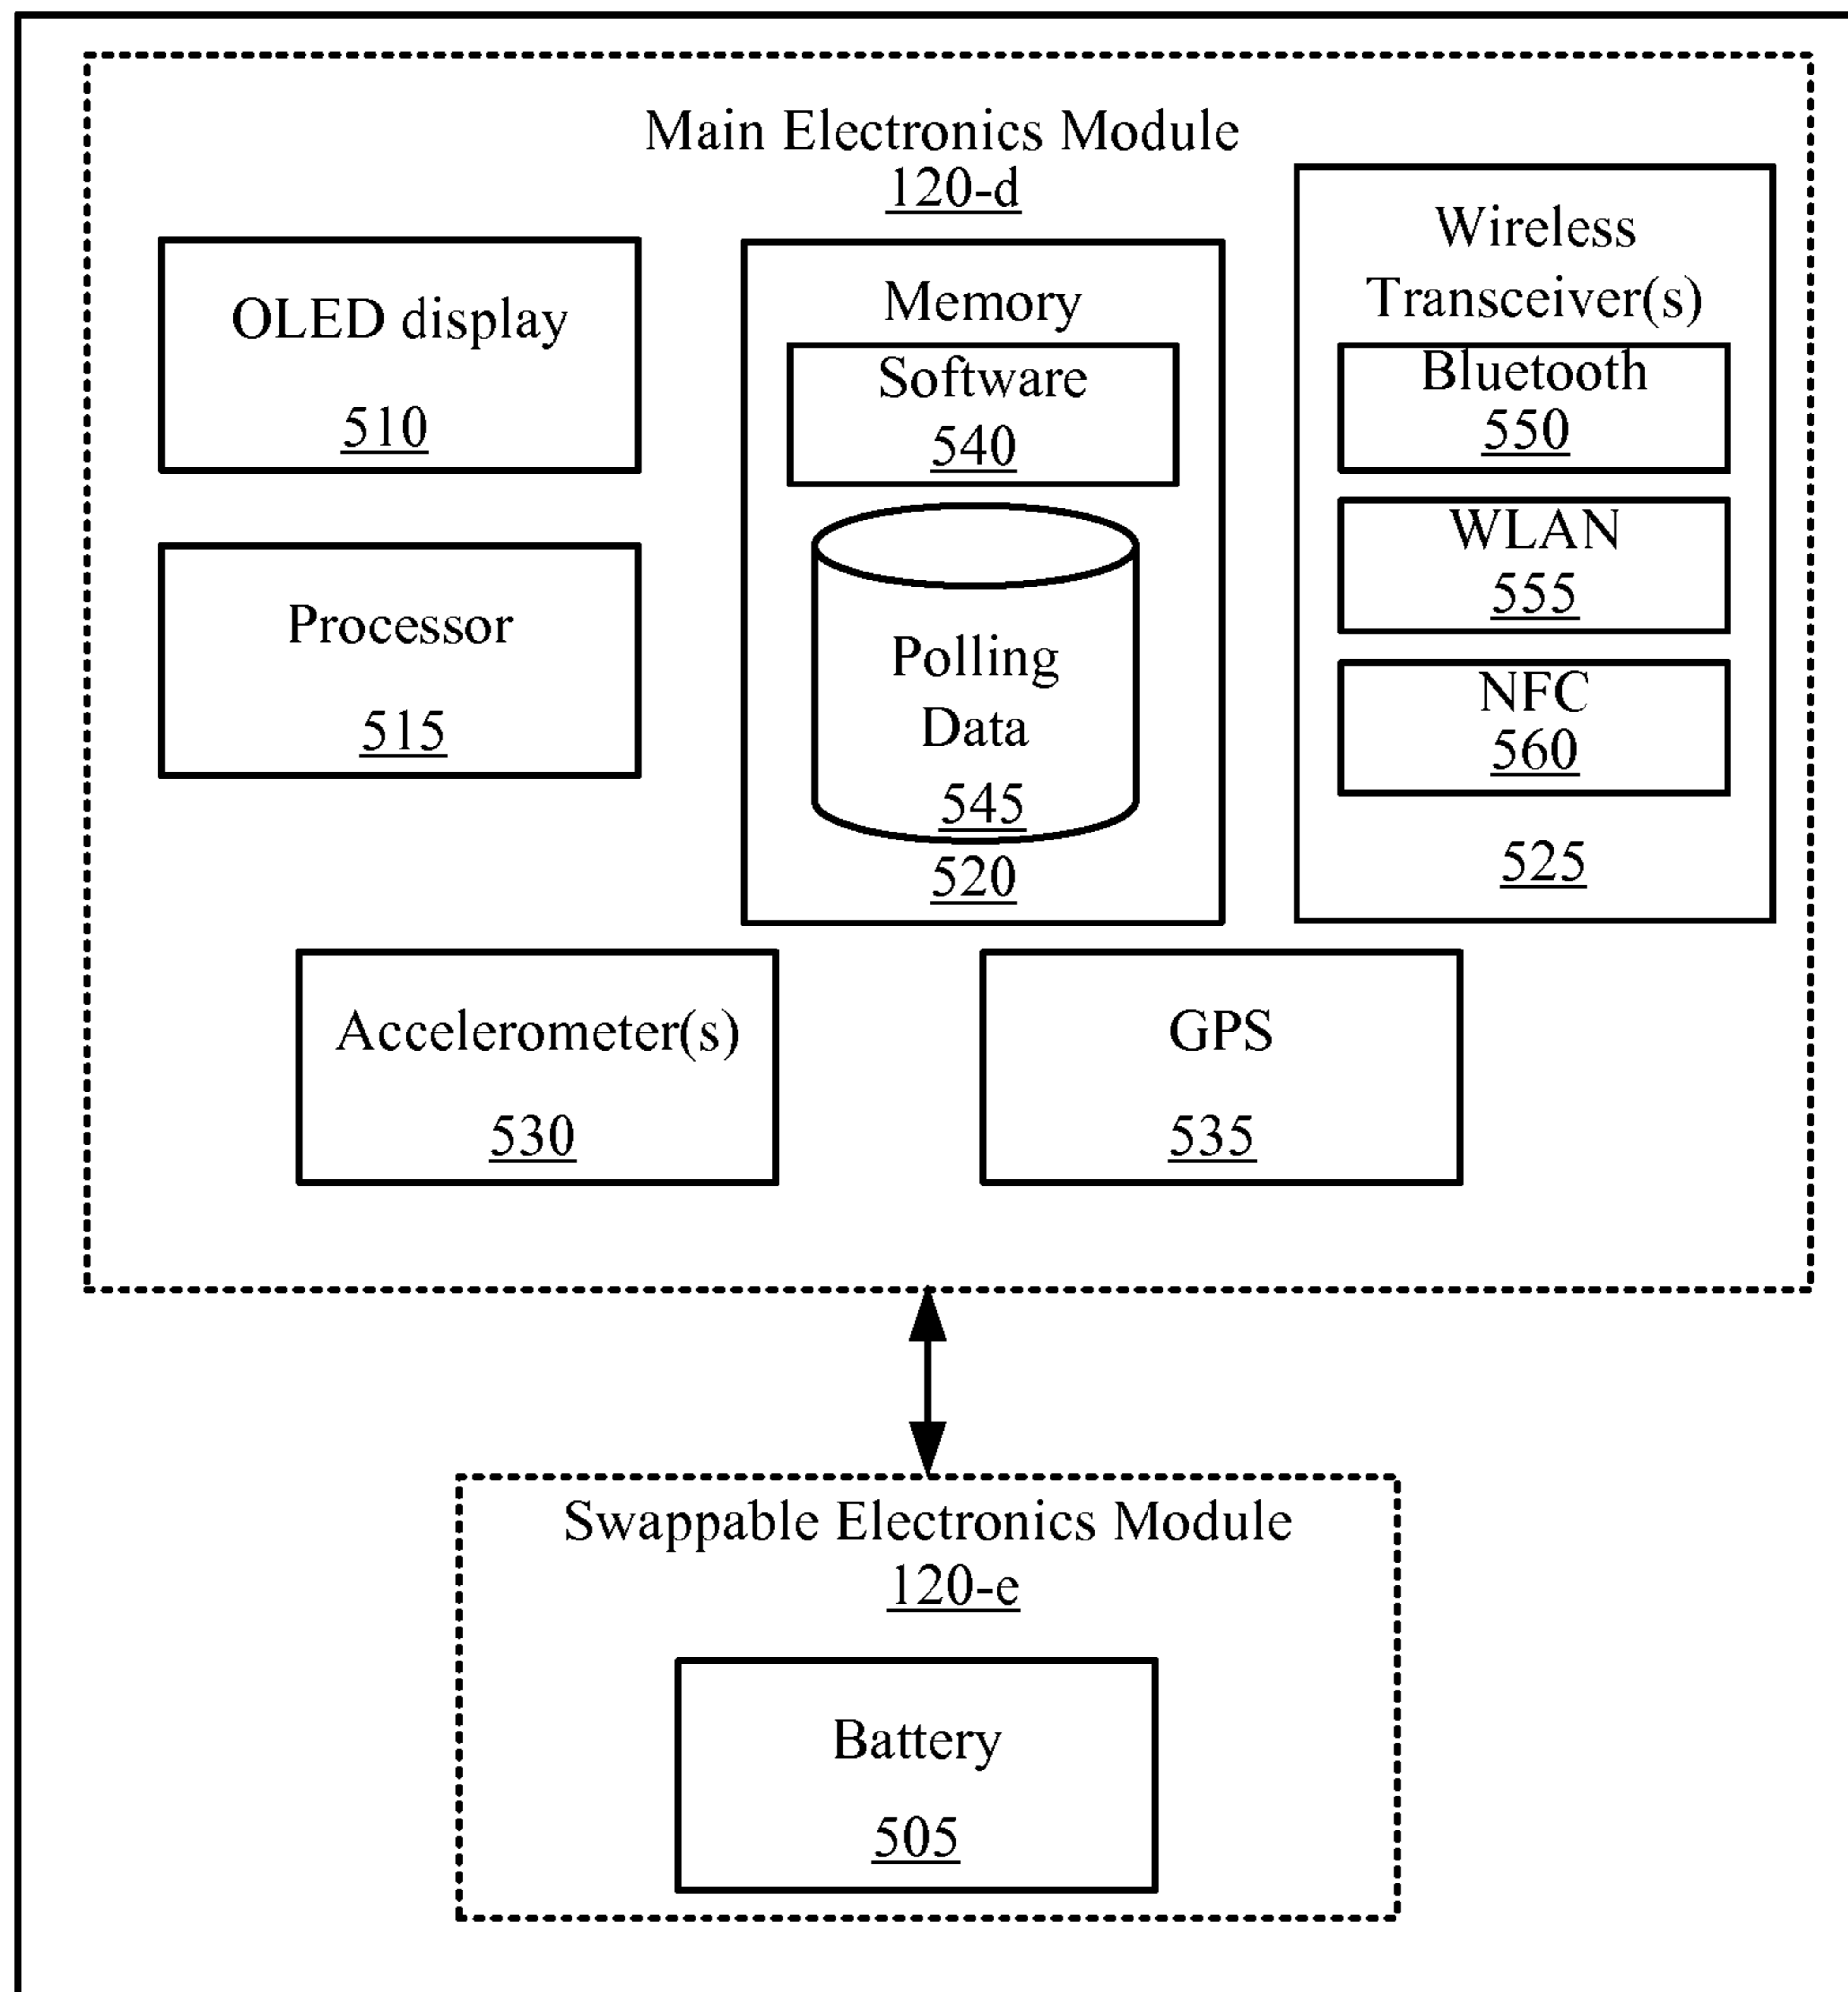 Main Electronics Module
120-d
OLED display
510
Processor
515
Memory
Software
540
Polling
Data
545
520
Wireless
Transceiver(s)
Bluetooth
550
WLAN
555
NFC
560
525
Accelerometer(s)
530
GPS
535
Swappable Electronics Module
120-e
Battery
505